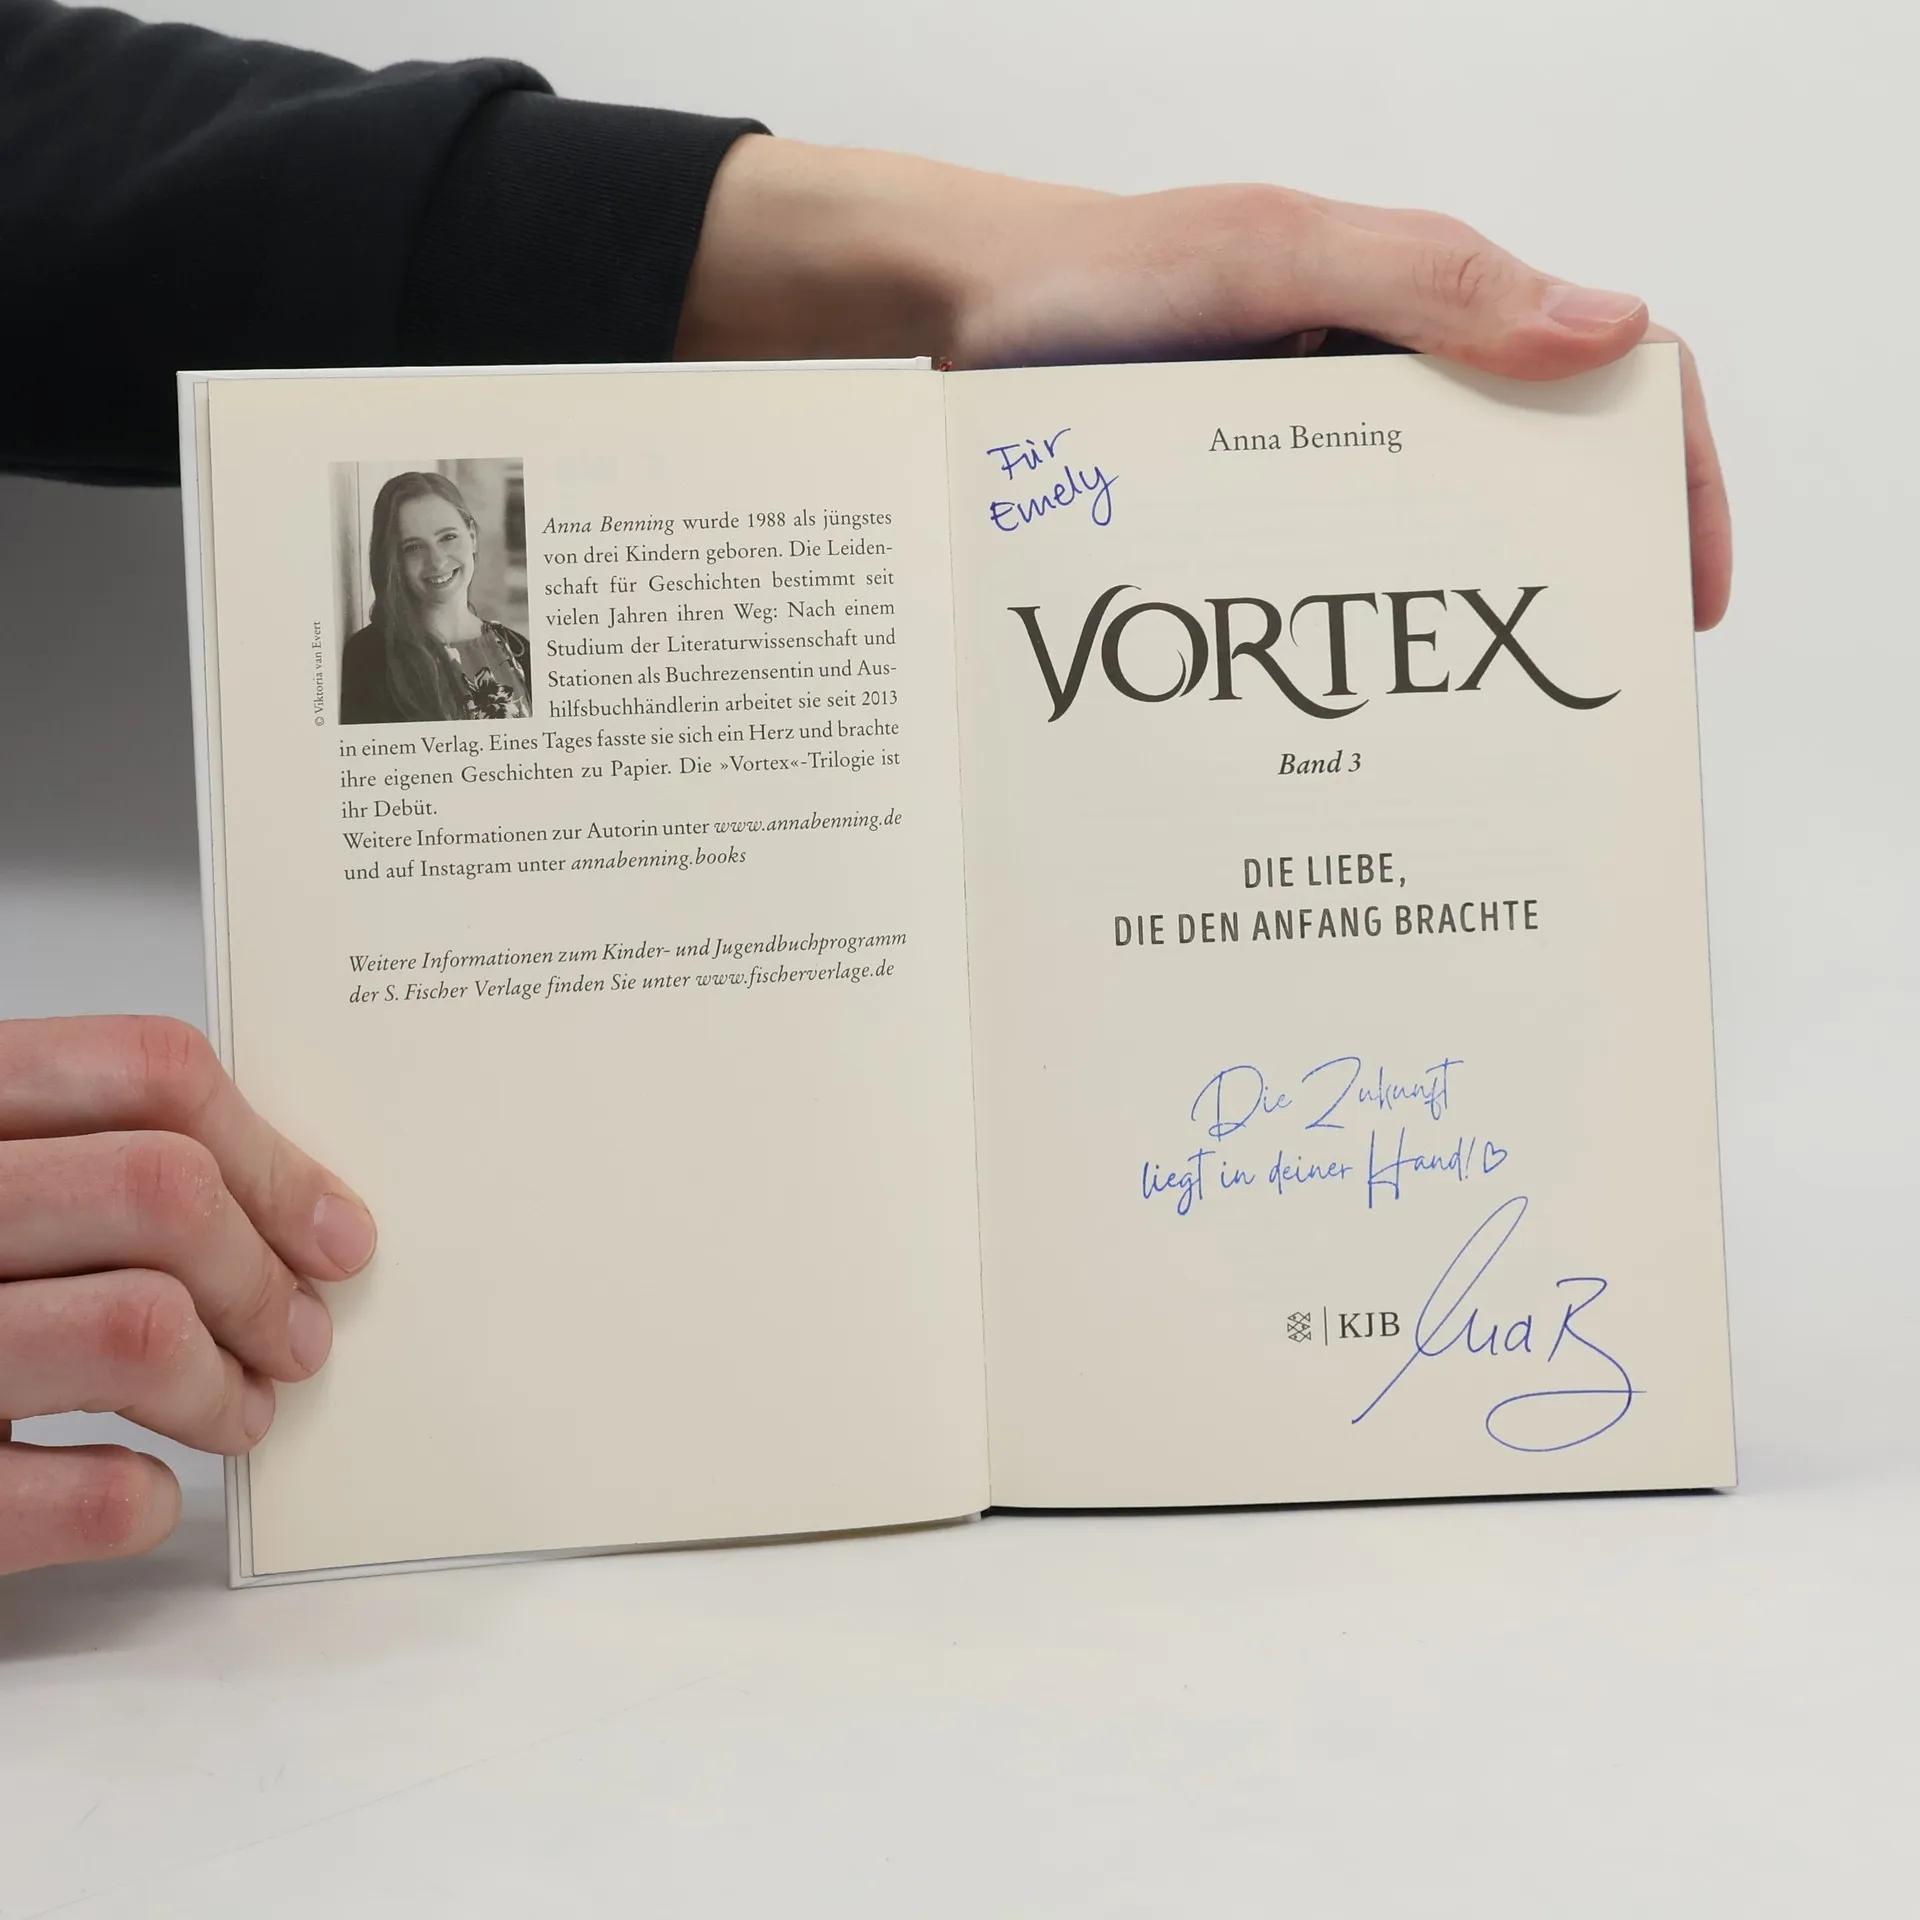 © Viktoria van Evert
Anna Benning wurde 1988 als jüngstes
von drei Kindern geboren. Die Leiden-
schaft für Geschichten bestimmt seit
vielen Jahren ihren Weg: Nach einem
Studium der Literaturwissenschaft und
Stationen als Buchrezensentin und Aus-
hilfsbuchhändlerin arbeitet sie seit 2013
in einem Verlag. Eines Tages fasste sie sich ein Herz und brachte
ihre eigenen Geschichten zu Papier. Die »Vortex«-Trilogie ist
ihr Debüt.
Weitere Informationen zur Autorin unter www.annabenning.de
und auf Instagram unter annabenning.books
Weitere Informationen zum Kinder- und Jugendbuchprogramm
der S. Fischer Verlage finden Sie unter www.fischerverlage.de
Für
Emely
Anna Benning
VORTEX
Band 3
DIE LIEBE,
DIE DEN ANFANG BRACHTE
Die Zukunft
liegt in deiner Hand!♡
KJB
Anna B